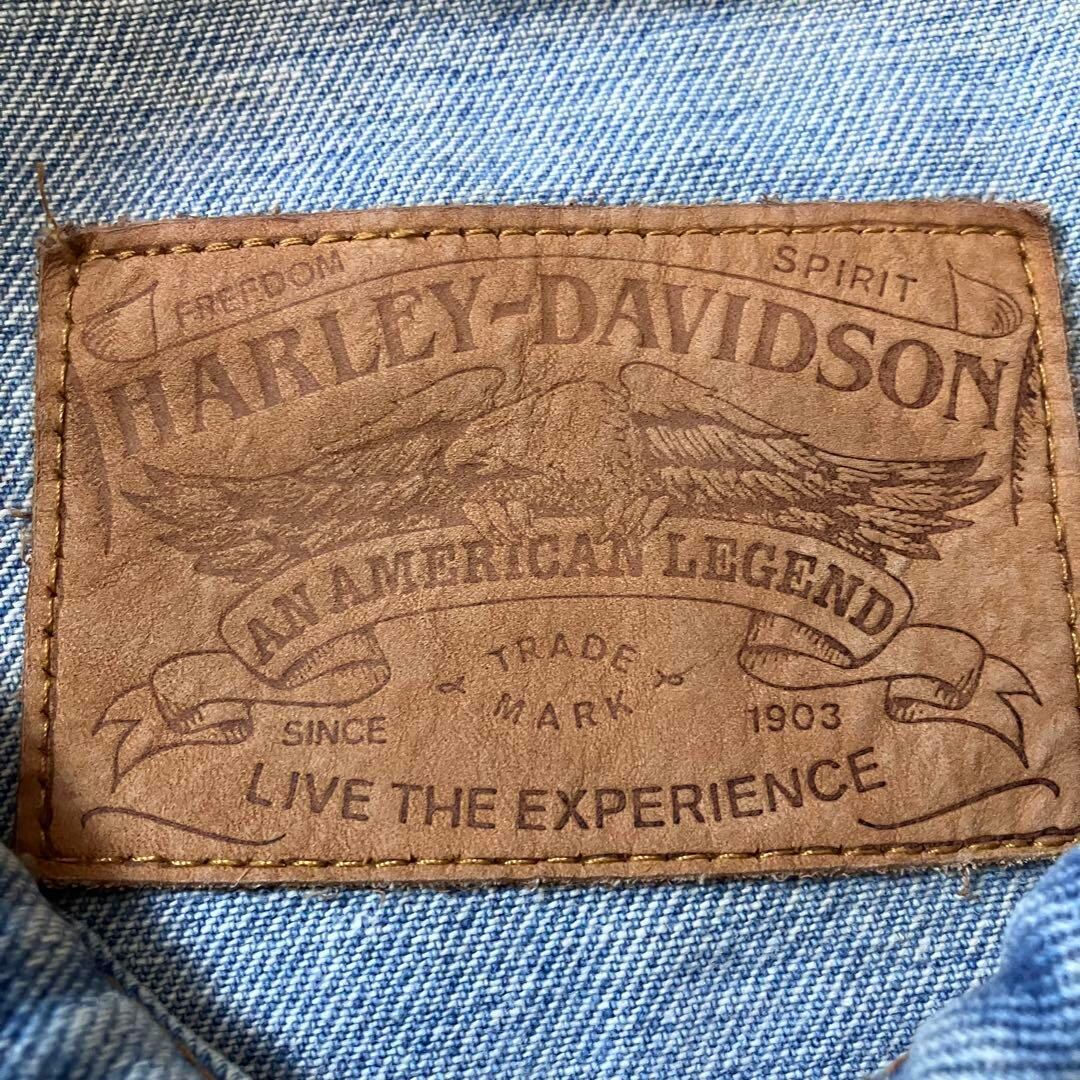 FREEDOM SPIRIT
HARLEY-DAVIDSON
AN AMERICAN LEGEND
TRADE
MARK
SINCE 1903
LIVE THE EXPERIENCE